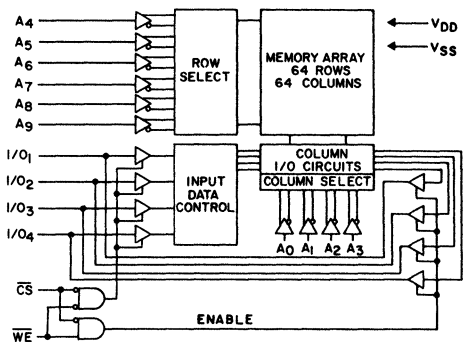 A4
A5
A6
A7
A8
A9
ROW
SELECT
MEMORY ARRAY
64 ROWS
64 COLUMNS
VDD
VSS
I/O1
I/O2
I/O3
I/O4
INPUT
DATA
CONTROL
COLUMN
I/O CIRCUITS
COLUMN SELECT
A0 A1 A2 A3
CS
WE
ENABLE